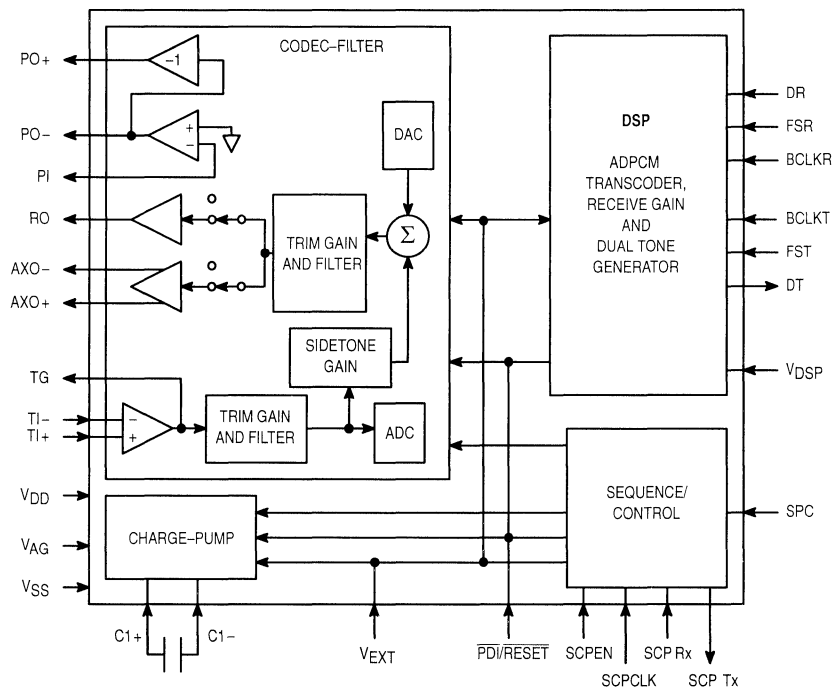 CODEC–FILTER
PO+
–1
PO–
+
–
PI
RO
AXO–
AXO+
TG
TI–
TI+
–
+
DAC
Σ
TRIM GAIN
AND FILTER
SIDETONE
GAIN
TRIM GAIN
AND FILTER
ADC
DSP
ADPCM
TRANSCODER,
RECEIVE GAIN
AND
DUAL TONE
GENERATOR
DR
FSR
BCLKR
BCLKT
FST
DT
VDSP
VDD
VAG
VSS
CHARGE–PUMP
SEQUENCE/
CONTROL
SPC
C1+
C1–
VEXT
PDI/RESET
SCPEN
SCPCLK
SCP Rx
SCP Tx